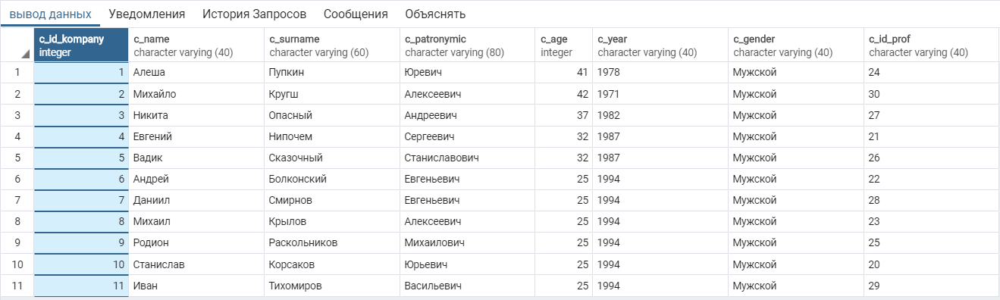 вывод данных Уведомления История Запросов Сообщения Объяснять
c_id_kompany c_name c_surname c_patronymic c_age c_year c_gender c_id_prof
integer character varying (40) character varying (60) character varying (80) integer character varying (40) character varying (40) character varying (40)
1 1 Алеша Пупкин Юревич 41 1978 Мужской 24
2 2 Михайло Кругш Алексеевич 42 1971 Мужской 30
3 3 Никита Опасный Андреевич 37 1982 Мужской 27
4 4 Евгений Нипочем Сергеевич 32 1987 Мужской 21
5 5 Вадик Сказочный Станиславович 32 1987 Мужской 26
6 6 Андрей Болконский Евгеньевич 25 1994 Мужской 22
7 7 Даниил Смирнов Евгеньевич 25 1994 Мужской 28
8 8 Михаил Крылов Алексеевич 25 1994 Мужской 23
9 9 Родион Раскольников Михаилович 25 1994 Мужской 25
10 10 Станислав Корсаков Юрьевич 25 1994 Мужской 20
11 11 Иван Тихомиров Васильевич 25 1994 Мужской 29